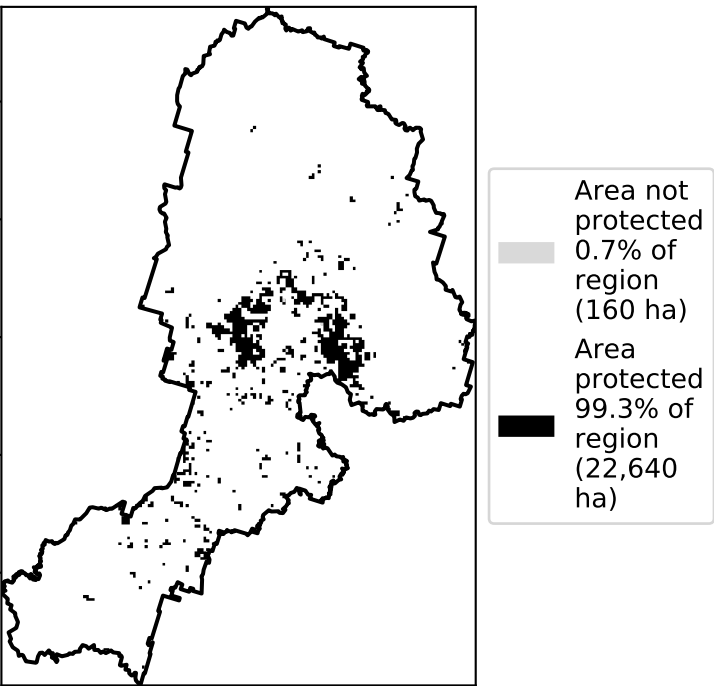 Area not
protected
0.7% of
region
(160 ha)
Area
protected
99.3% of
region
(22,640
ha)